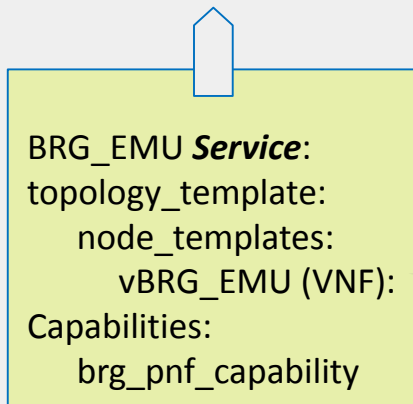 BRG_EMU Service:
topology_template:
node_templates:
vBRG_EMU (VNF):
Capabilities:
brg_pnf_capability